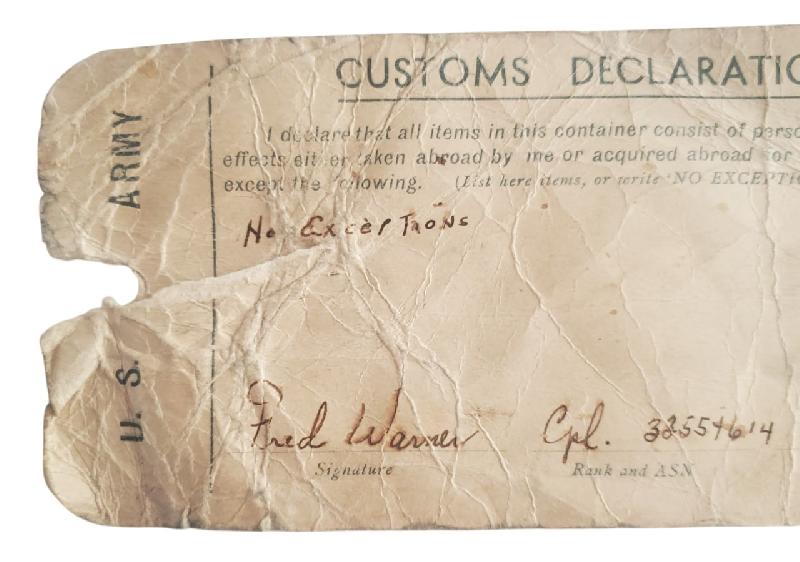 CUSTOMS DECLARATIO
I declare that all items in this container consist of perso
effects either taken abroad by me or acquired abroad or
except the following. (List here items, or write 'NO EXCEPTIO
No Exceptions
Fred Warner Cpl.
Signature Rank and ASN
U. S. ARMY